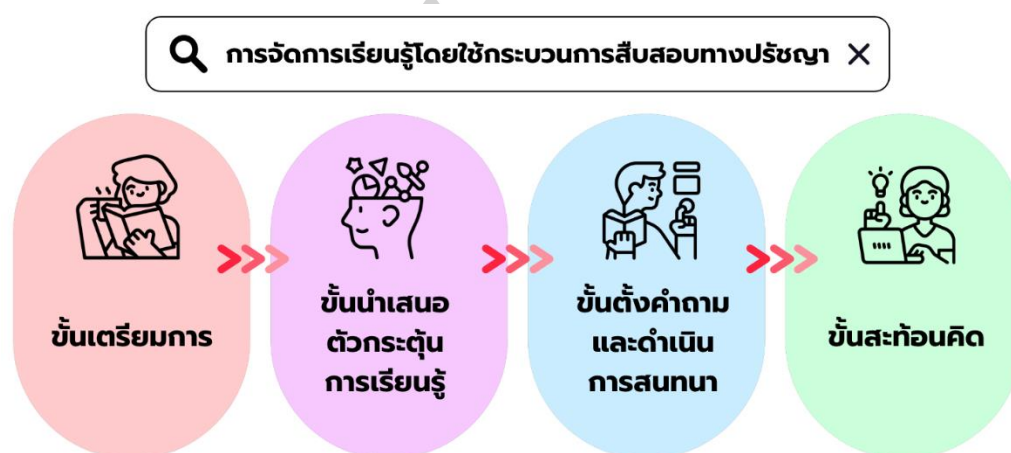 การจัดการเรียนรู้โดยใช้กระบวนการสืบสอบทางปรัชญา
ขั้นเตรียมการ
ขั้นนำเสนอ
ตัวกระตุ้น
การเรียนรู้
ขั้นตั้งคำถาม
และดำเนิน
การสนทนา
ขั้นสะท้อนคิด